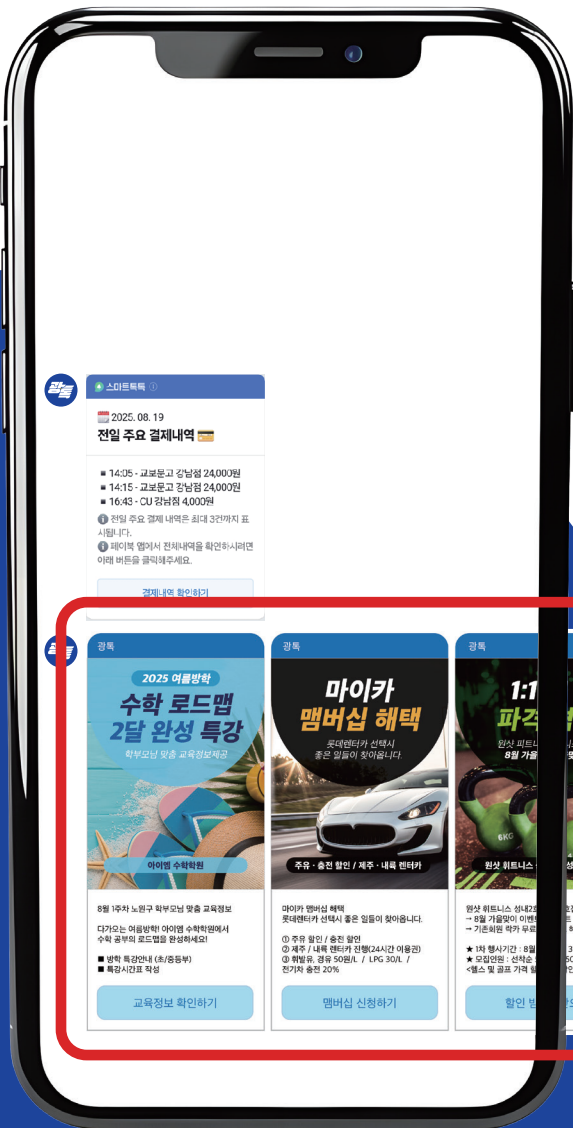 광톡
스마트톡톡
2025. 08. 19
전일 주요 결제내역
■ 14:05 - 교보문고 강남점 24,000원
■ 14:15 - 교보문고 강남점 24,000원
■ 16:43 - CU 강남점 4,000원
전일 주요 결제 내역은 최대 3건까지 표
시됩니다.
페이북 앱에서 전체내역을 확인하시려면
아래 버튼을 클릭해주세요.
결제내역 확인하기
광톡
2025 여름방학
수학 로드맵
2달 완성 특강
학부모님 맞춤 교육정보제공
아이엠 수학학원
8월 1주차 노원구 학부모님 맞춤 교육정보
다가오는 여름방학! 아이엠 수학학원에서
수학 공부의 로드맵을 완성하세요!
■ 방학 특강안내 (초/중등부)
■ 특강시간표 작성
교육정보 확인하기
광톡
마이카
맴버십 해택
롯데렌터카 선택시
좋은 일들이 찾아옵니다.
주유 · 충전 할인 / 제주 · 내륙 렌터카
마이카 맴버십 해택
롯데렌터카 선택시 좋은 일들이 찾아옵니다.
① 주유 할인 / 충전 할인
② 제주 / 내륙 렌터카 진행(24시간 이용권)
③ 휘발유, 경유 50원/L / LPG 30/L /
전기차 충전 20%
맴버십 신청하기
광톡
1:1
파격
원샷 피트니
8월 가을
6KG
원샷 휘트니스
원샷 휘트니스 성내2호
→ 8월 가을맞이 이벤
→ 기존회원 락카 무료
★ 1차 행사기간 : 8월
★ 모집인원 : 선착순
<헬스 및 골프 가격 할
할인